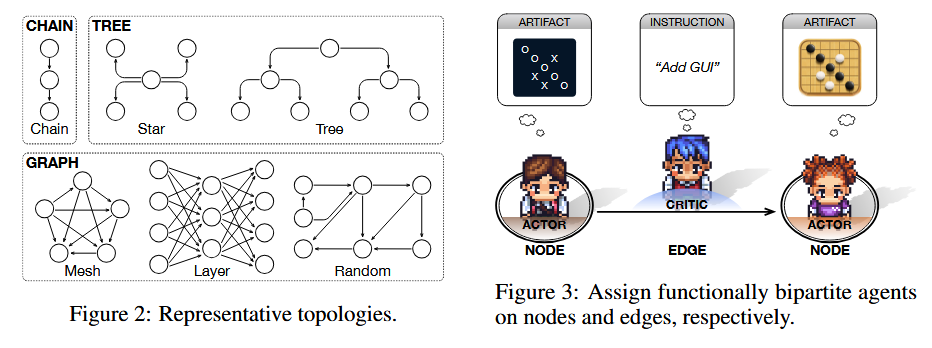 CHAIN
TREE
Chain
Star
Tree
GRAPH
Mesh
Layer
Random
Figure 2: Representative topologies.
ARTIFACT
INSTRUCTION
ARTIFACT
O
O X
O
X O
X O
“Add GUI”
ACTOR
CRITIC
ACTOR
NODE
EDGE
NODE
Figure 3: Assign functionally bipartite agents
on nodes and edges, respectively.